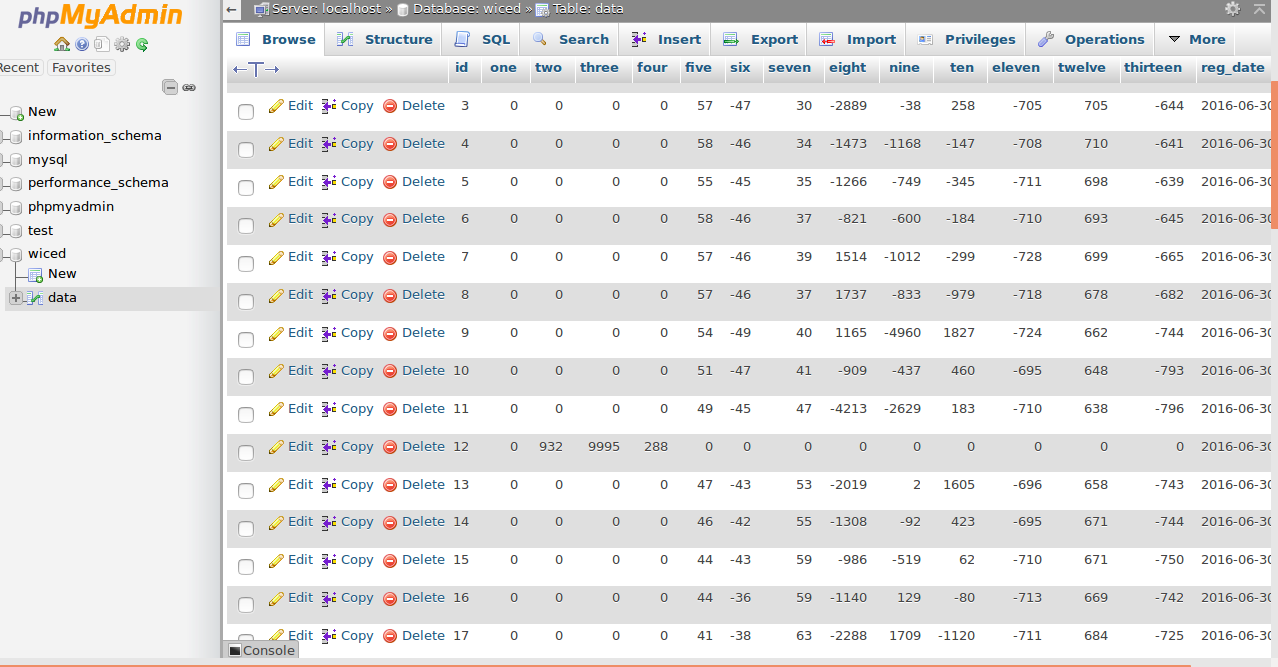 phpMyAdmin
Recent Favorites
New
information_schema
mysql
performance_schema
phpmyadmin
test
wiced
New
data
Server: localhost » Database: wiced » Table: data
Browse Structure SQL Search Insert Export Import Privileges Operations More
id one two three four five six seven eight nine ten eleven twelve thirteen reg_date
Edit Copy Delete 3 0 0 0 0 57 -47 30 -2889 -38 258 -705 705 -644 2016-06-30
Edit Copy Delete 4 0 0 0 0 58 -46 34 -1473 -1168 -147 -708 710 -641 2016-06-30
Edit Copy Delete 5 0 0 0 0 55 -45 35 -1266 -749 -345 -711 698 -639 2016-06-30
Edit Copy Delete 6 0 0 0 0 58 -46 37 -821 -600 -184 -710 693 -645 2016-06-30
Edit Copy Delete 7 0 0 0 0 57 -46 39 1514 -1012 -299 -728 699 -665 2016-06-30
Edit Copy Delete 8 0 0 0 0 57 -46 37 1737 -833 -979 -718 678 -682 2016-06-30
Edit Copy Delete 9 0 0 0 0 54 -49 40 1165 -4960 1827 -724 662 -744 2016-06-30
Edit Copy Delete 10 0 0 0 0 51 -47 41 -909 -437 460 -695 648 -793 2016-06-30
Edit Copy Delete 11 0 0 0 0 49 -45 47 -4213 -2629 183 -710 638 -796 2016-06-30
Edit Copy Delete 12 0 932 9995 288 0 0 0 0 0 0 0 0 0 2016-06-30
Edit Copy Delete 13 0 0 0 0 47 -43 53 -2019 2 1605 -696 658 -743 2016-06-30
Edit Copy Delete 14 0 0 0 0 46 -42 55 -1308 -92 423 -695 671 -744 2016-06-30
Edit Copy Delete 15 0 0 0 0 44 -43 59 -986 -519 62 -710 671 -750 2016-06-30
Edit Copy Delete 16 0 0 0 0 44 -36 59 -1140 129 -80 -713 669 -742 2016-06-30
Edit Copy Delete 17 0 0 0 0 41 -38 63 -2288 1709 -1120 -711 684 -725 2016-06-30
Console